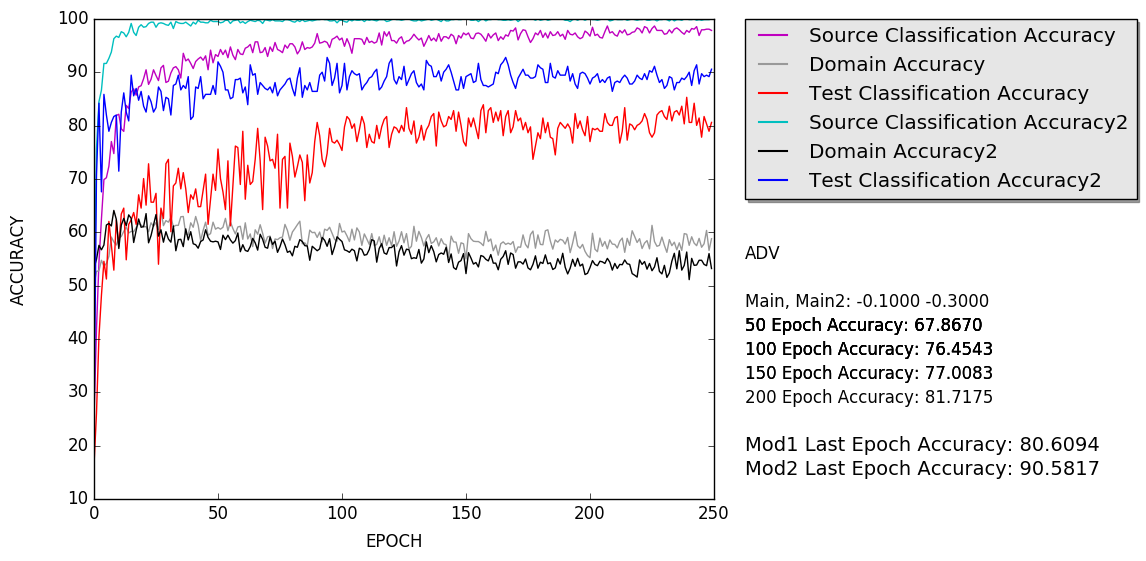 100
90
80
70
60
50
40
30
20
10
ACCURACY
0
50
100
150
200
250
EPOCH
Source Classification Accuracy
Domain Accuracy
Test Classification Accuracy
Source Classification Accuracy2
Domain Accuracy2
Test Classification Accuracy2
ADV
Main, Main2: -0.1000 -0.3000
50 Epoch Accuracy: 67.8670
100 Epoch Accuracy: 76.4543
150 Epoch Accuracy: 77.0083
200 Epoch Accuracy: 81.7175
Mod1 Last Epoch Accuracy: 80.6094
Mod2 Last Epoch Accuracy: 90.5817